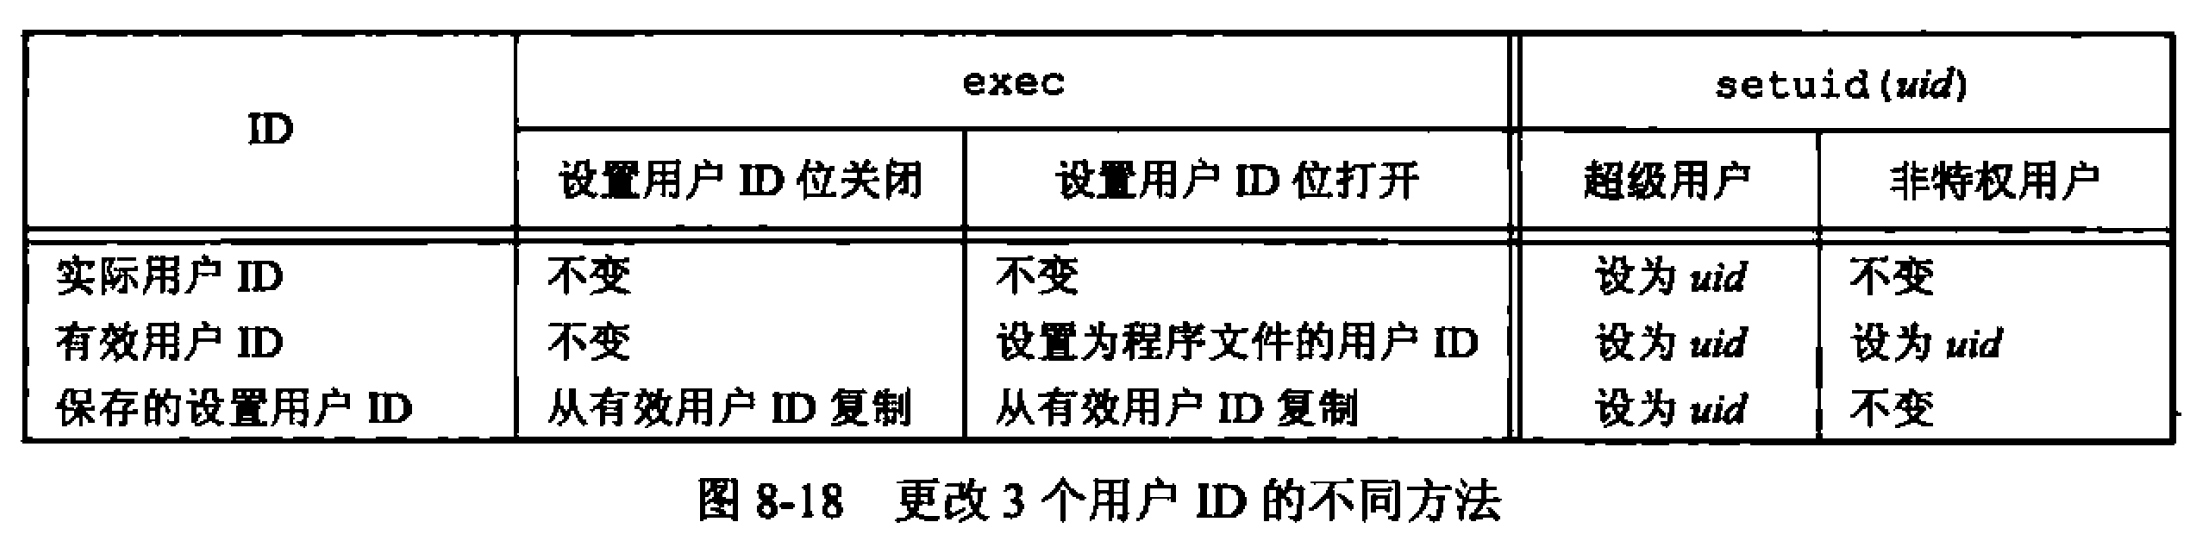 ID exec setuid(uid)
设置用户 ID 位关闭 设置用户 ID 位打开 超级用户 非特权用户
实际用户 ID 不变 不变 设为 uid 不变
有效用户 ID 不变 设置为程序文件的用户 ID 设为 uid 设为 uid
保存的设置用户 ID 从有效用户 ID 复制 从有效用户 ID 复制 设为 uid 不变
图 8-18 更改 3 个用户 ID 的不同方法